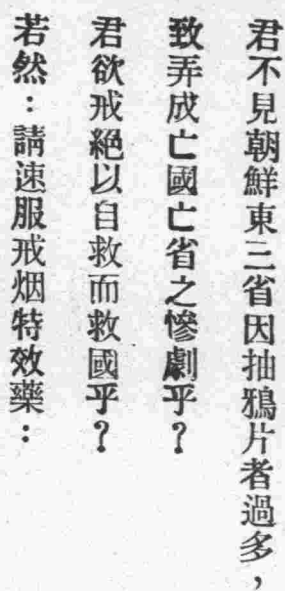 君不見朝鮮東三省因抽鴉片者過多，
致弄成亡國亡省之慘劇乎？
君欲戒絕以自救而救國乎？
若然：請速服戒烟特效藥：